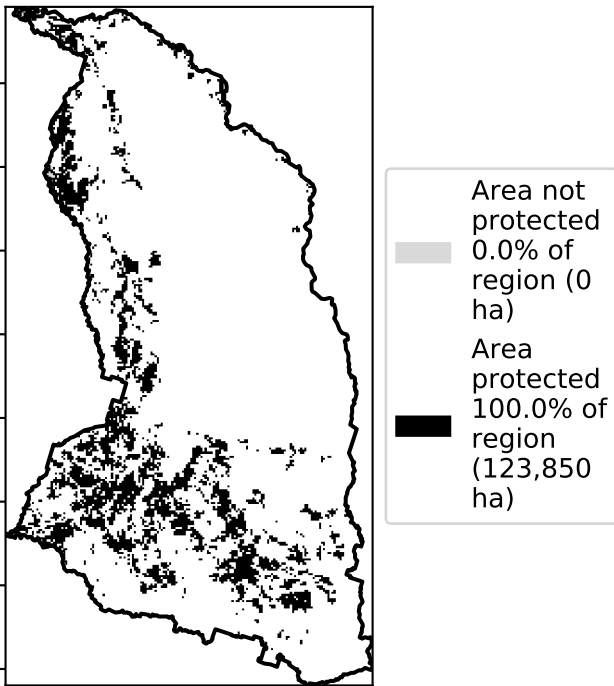 Area not
protected
0.0% of
region (0
ha)
Area
protected
100.0% of
region
(123,850
ha)